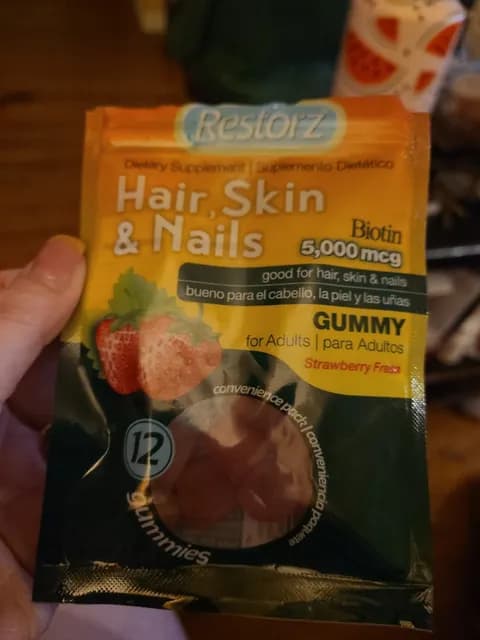 Restorz
Dietary Supplement | Suplemento Dietético
Hair, Skin
& Nails
Biotin
5,000 mcg
good for hair, skin & nails
bueno para el cabello, la piel y las uñas
GUMMY
for Adults | para Adultos
Strawberry Fresa
convenience pack | conveniencia paquete
12
gummies